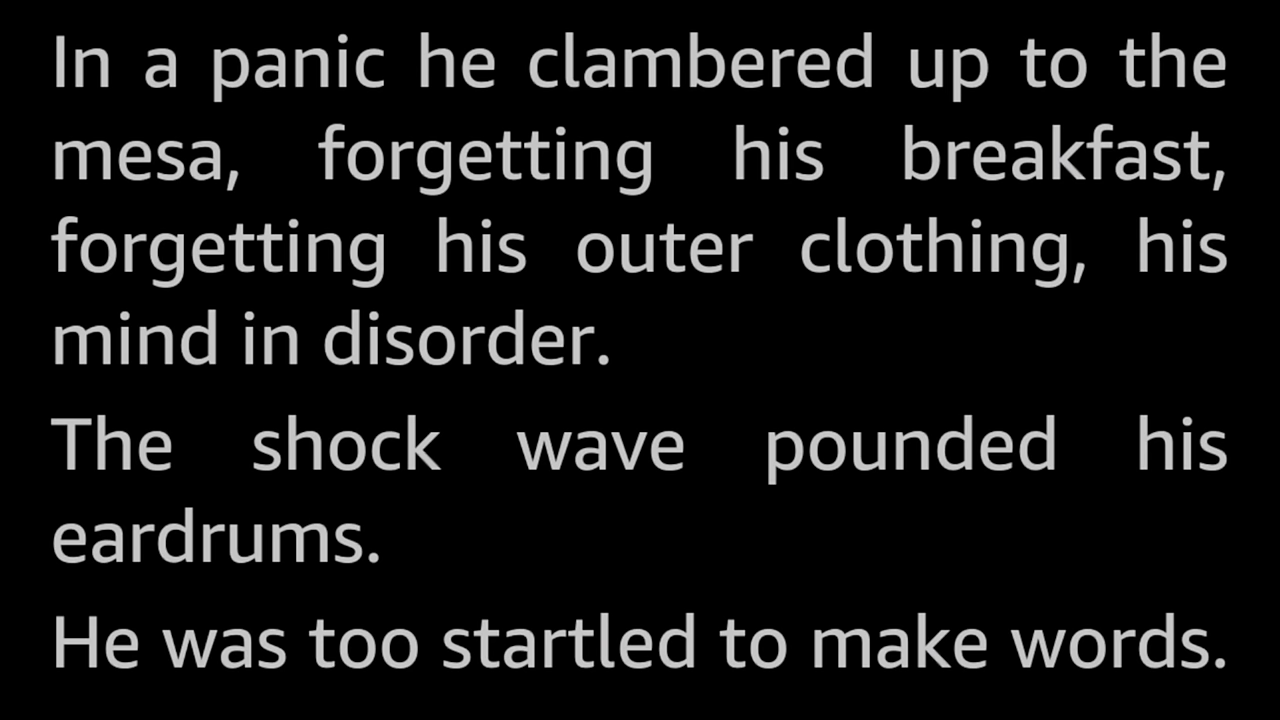 In a panic he clambered up to the
mesa, forgetting his breakfast,
forgetting his outer clothing, his
mind in disorder.
The shock wave pounded his
eardrums.
He was too startled to make words.